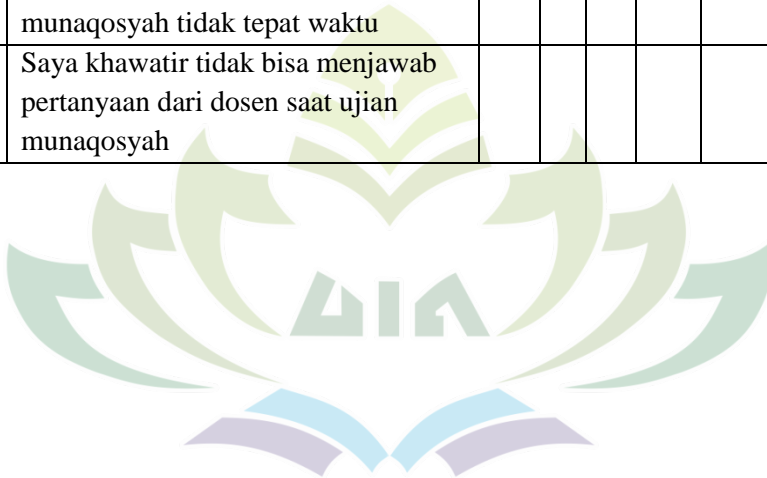 munaqosyah tidak tepat waktu
Saya khawatir tidak bisa menjawab
pertanyaan dari dosen saat ujian
munaqosyah